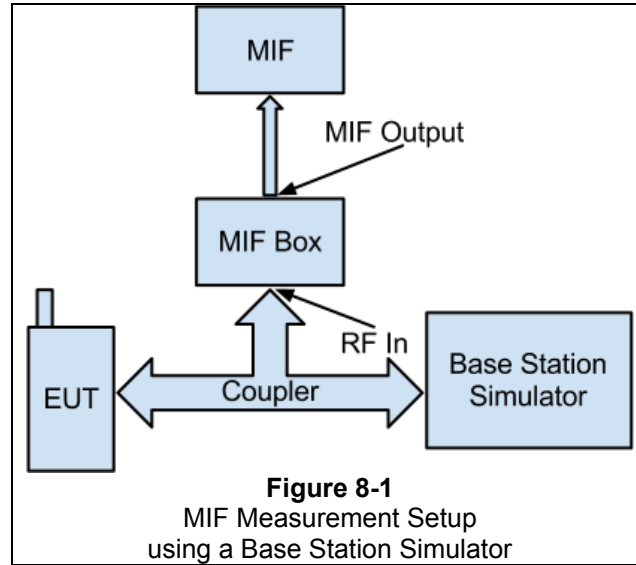 MIF
MIF Output
MIF Box
RF In
EUT
Coupler
Base Station
Simulator
Figure 8-1
MIF Measurement Setup
using a Base Station Simulator